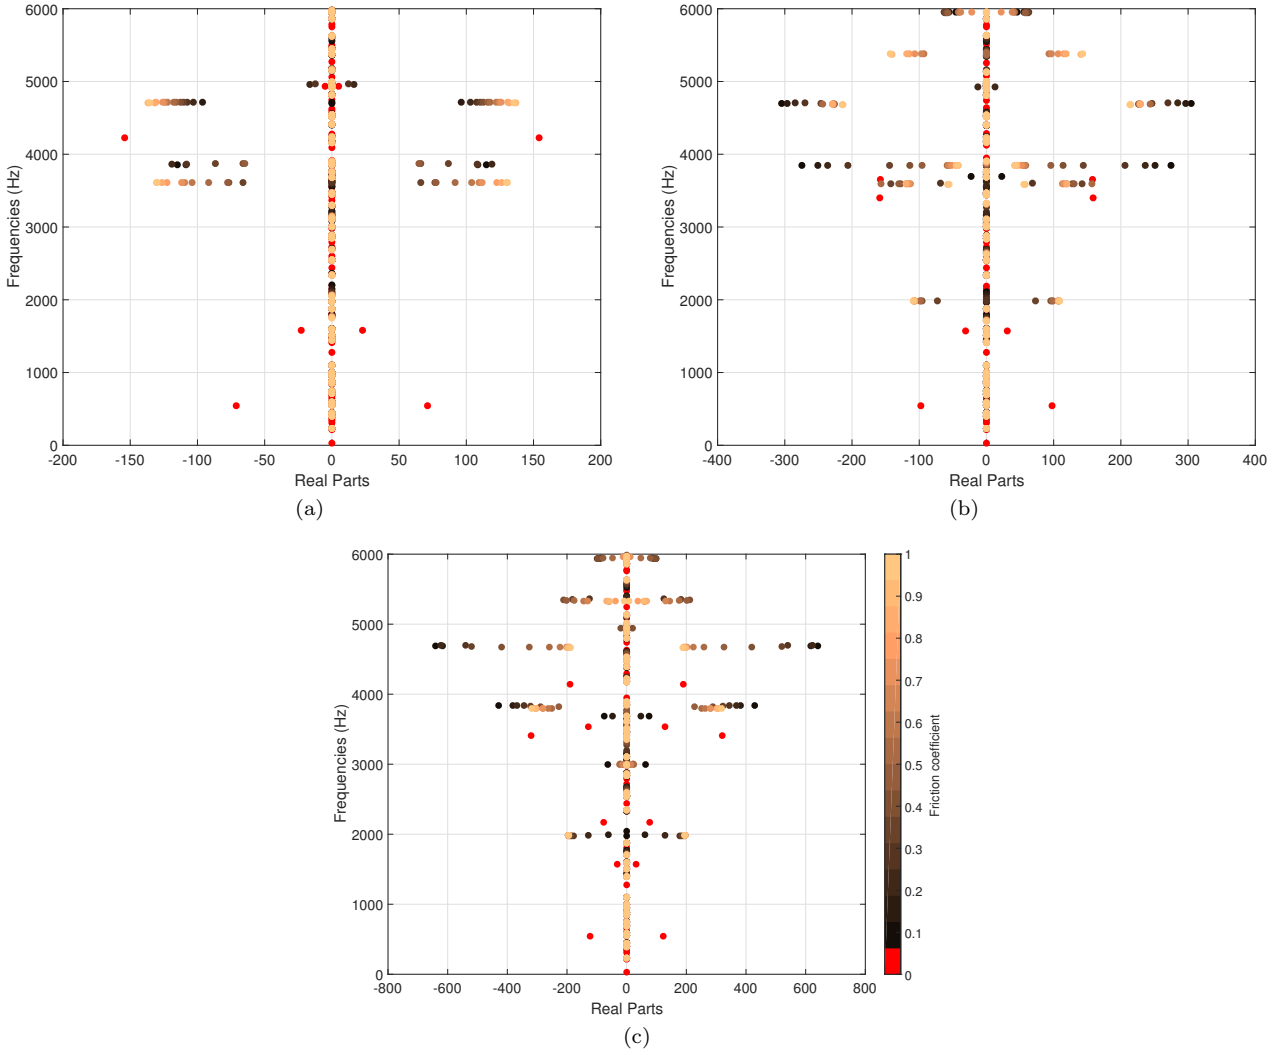 6000
5000
4000
3000
2000
1000
0
Frequencies (Hz)
-200 -150 -100 -50 0 50 100 150 200
Real Parts
(a)
6000
5000
4000
3000
2000
1000
0
Frequencies (Hz)
-400 -300 -200 -100 0 100 200 300 400
Real Parts
(b)
6000
5000
4000
3000
2000
1000
0
Frequencies (Hz)
-800 -600 -400 -200 0 200 400 600 800
Real Parts
1
0.9
0.8
0.7
0.6
0.5
0.4
0.3
0.2
0.1
0
Friction coefficient
(c)